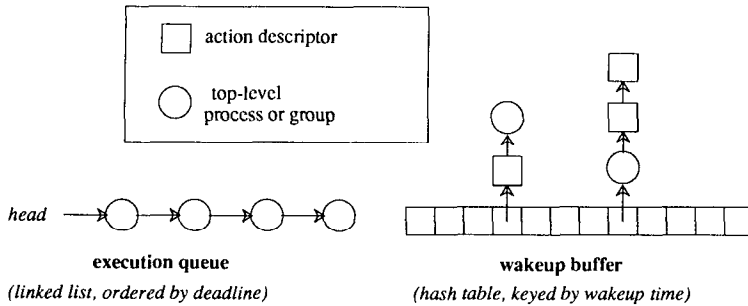 action descriptor
top-level
process or group
head
execution queue
(linked list, ordered by deadline)
wakeup buffer
(hash table, keyed by wakeup time)